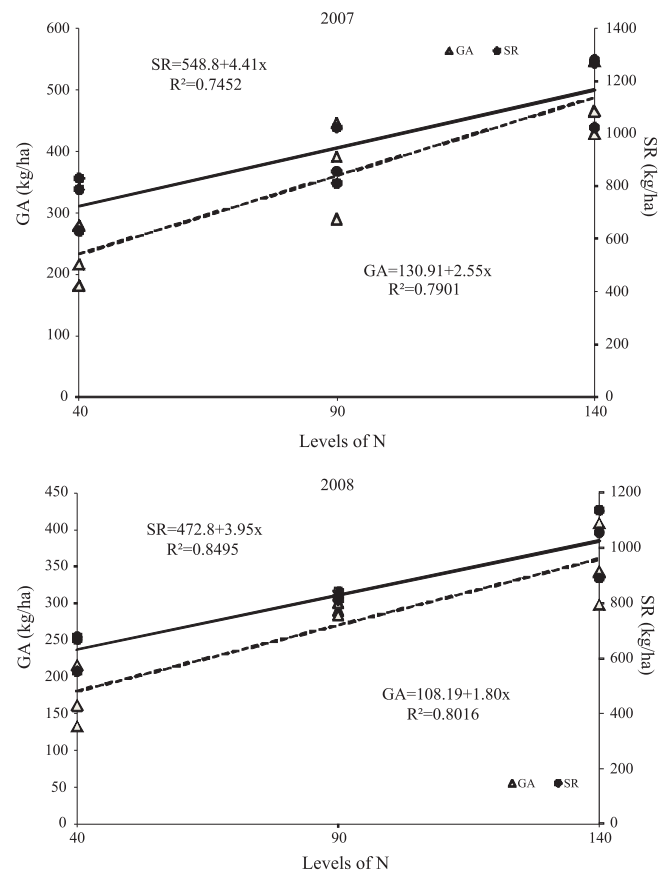 2007
600
500
400
300
200
100
0
GA (kg/ha)
SR=548.8+4.41x
R²=0.7452
GA SR
GA=130.91+2.55x
R²=0.7901
1400
1200
1000
800
600
400
200
0
SR (kg/ha)
40 90 140
Levels of N
2008
450
400
350
300
250
200
150
100
50
0
GA (kg/ha)
SR=472.8+3.95x
R²=0.8495
GA=108.19+1.80x
R²=0.8016
GA SR
1200
1000
800
600
400
200
0
SR (kg/ha)
40 90 140
Levels of N